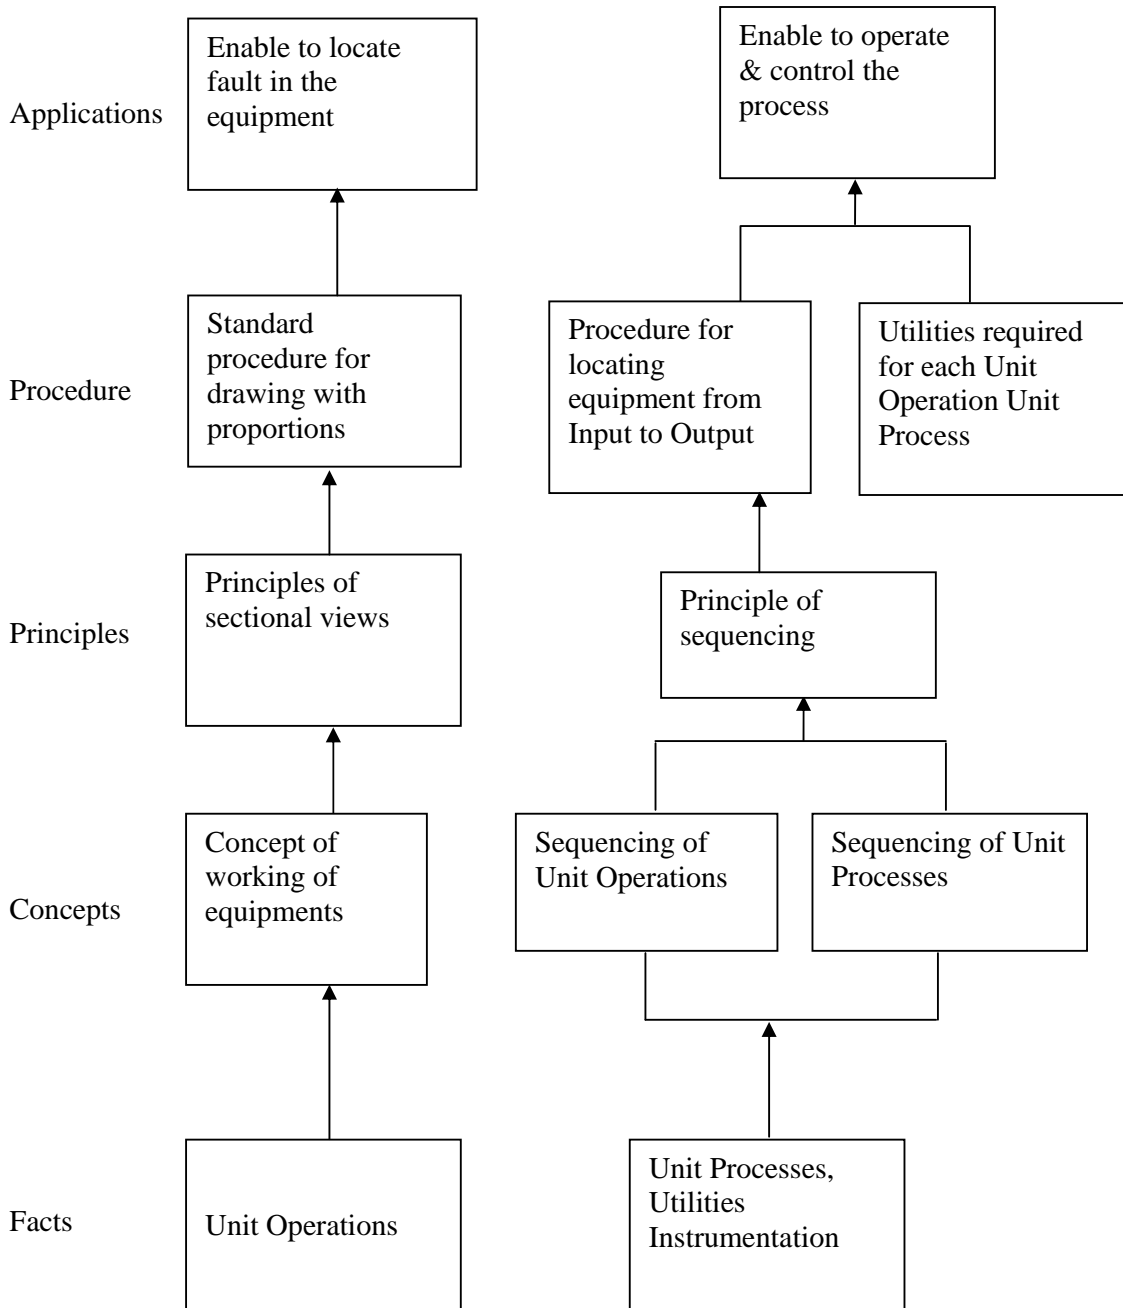 Applications
Enable to locate
fault in the
equipment
Enable to operate
& control the
process
Procedure
Standard
procedure for
drawing with
proportions
Procedure for
locating
equipment from
Input to Output
Utilities required
for each Unit
Operation Unit
Process
Principles
Principles of
sectional views
Principle of
sequencing
Concepts
Concept of
working of
equipments
Sequencing of
Unit Operations
Sequencing of Unit
Processes
Facts
Unit Operations
Unit Processes,
Utilities
Instrumentation